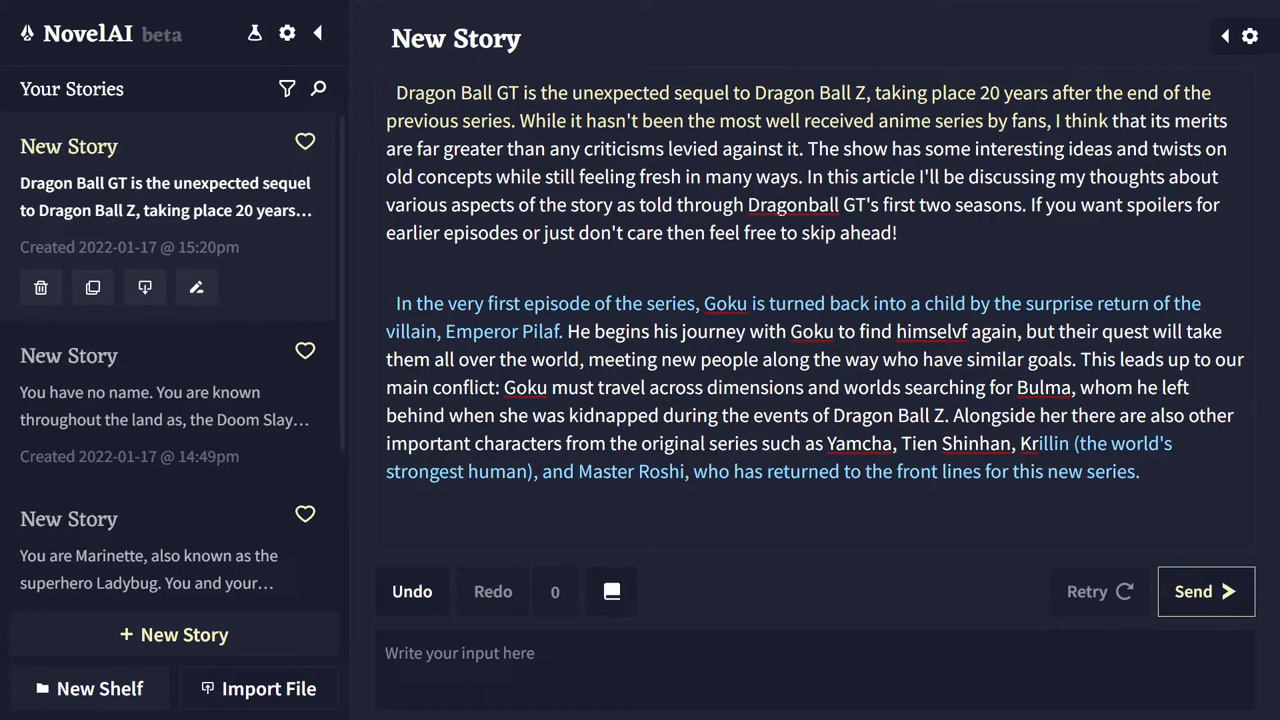 NovelAI beta
Your Stories
New Story
Dragon Ball GT is the unexpected sequel
to Dragon Ball Z, taking place 20 years...
Created 2022-01-17 @ 15:20pm
New Story
You have no name. You are known
throughout the land as, the Doom Slay...
Created 2022-01-17 @ 14:49pm
New Story
You are Marinette, also known as the
superhero Ladybug. You and your...
+ New Story
New Shelf
Import File
New Story
Dragon Ball GT is the unexpected sequel to Dragon Ball Z, taking place 20 years after the end of the
previous series. While it hasn't been the most well received anime series by fans, I think that its merits
are far greater than any criticisms levied against it. The show has some interesting ideas and twists on
old concepts while still feeling fresh in many ways. In this article I'll be discussing my thoughts about
various aspects of the story as told through Dragonball GT's first two seasons. If you want spoilers for
earlier episodes or just don't care then feel free to skip ahead!
In the very first episode of the series, Goku is turned back into a child by the surprise return of the
villain, Emperor Pilaf. He begins his journey with Goku to find himselvf again, but their quest will take
them all over the world, meeting new people along the way who have similar goals. This leads up to our
main conflict: Goku must travel across dimensions and worlds searching for Bulma, whom he left
behind when she was kidnapped during the events of Dragon Ball Z. Alongside her there are also other
important characters from the original series such as Yamcha, Tien Shinhan, Krillin (the world's
strongest human), and Master Roshi, who has returned to the front lines for this new series.
Undo
Redo
0
Retry
Send
Write your input here